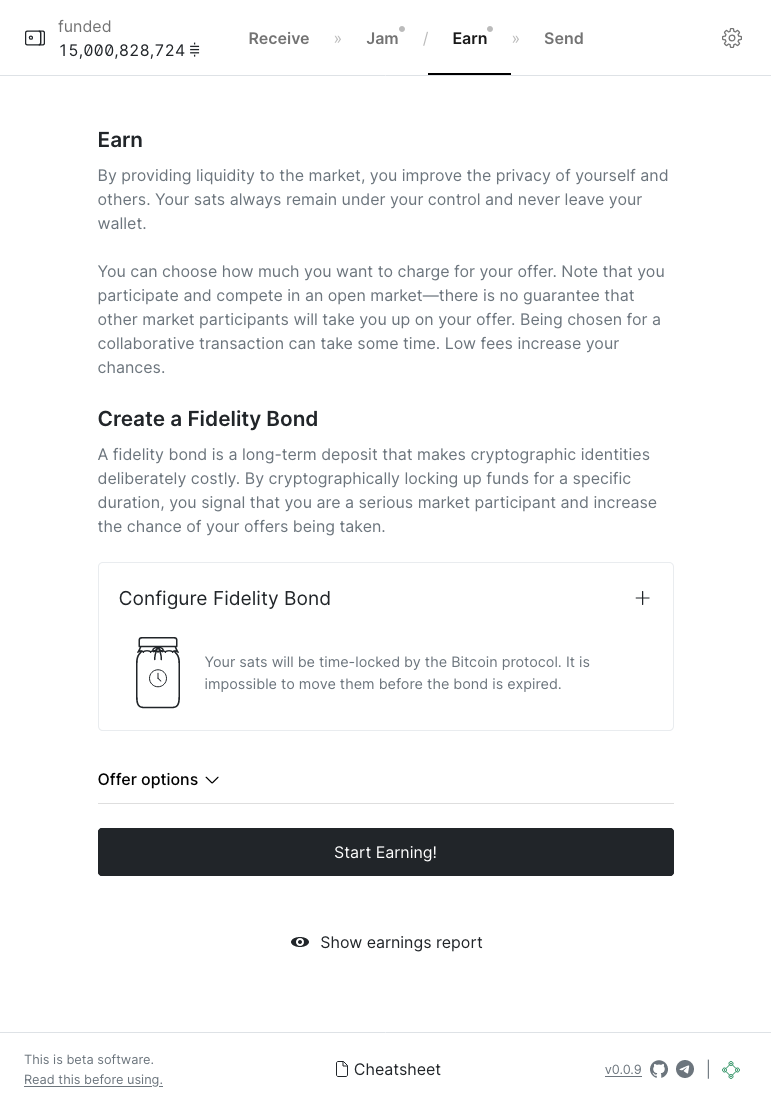 funded
15,000,828,724
Receive » Jam / Earn » Send
Earn
By providing liquidity to the market, you improve the privacy of yourself and
others. Your sats always remain under your control and never leave your
wallet.
You can choose how much you want to charge for your offer. Note that you
participate and compete in an open market—there is no guarantee that
other market participants will take you up on your offer. Being chosen for a
collaborative transaction can take some time. Low fees increase your
chances.
Create a Fidelity Bond
A fidelity bond is a long-term deposit that makes cryptographic identities
deliberately costly. By cryptographically locking up funds for a specific
duration, you signal that you are a serious market participant and increase
the chance of your offers being taken.
Configure Fidelity Bond
Your sats will be time-locked by the Bitcoin protocol. It is
impossible to move them before the bond is expired.
Offer options
Start Earning!
Show earnings report
This is beta software.
Read this before using.
Cheatsheet
v0.0.9